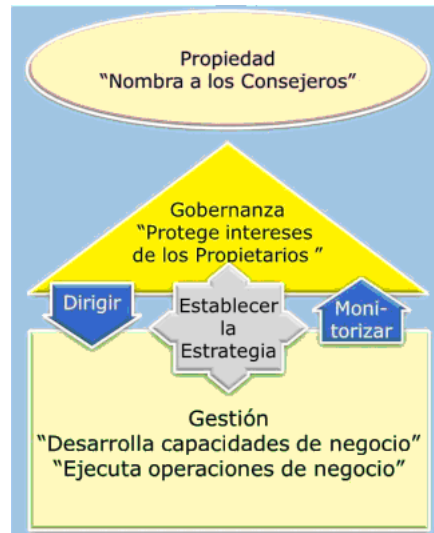 Propiedad
“Nombra a los Consejeros”
Gobernanza
“Protege intereses
de los Propietarios ”
Dirigir
Establecer
la
Estrategia
Moni-
torizar
Gestión
“Desarrolla capacidades de negocio”
“Ejecuta operaciones de negocio”